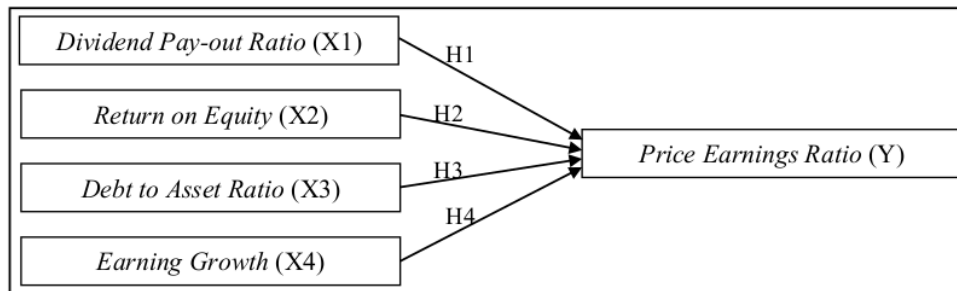 Dividend Pay-out Ratio (X1)
H1
Return on Equity (X2)
H2
Price Earnings Ratio (Y)
Debt to Asset Ratio (X3)
H3
H4
Earning Growth (X4)